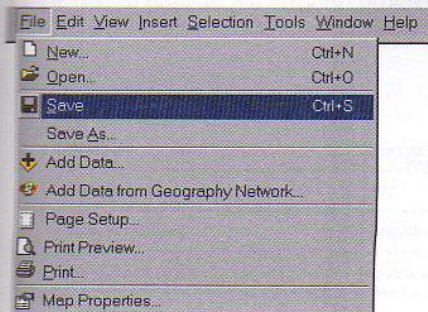 File Edit View Insert Selection Tools Window Help
New... Ctrl+N
Open... Ctrl+O
Save Ctrl+S
Save As...
Add Data...
Add Data from Geography Network...
Page Setup...
Print Preview...
Print...
Map Properties...